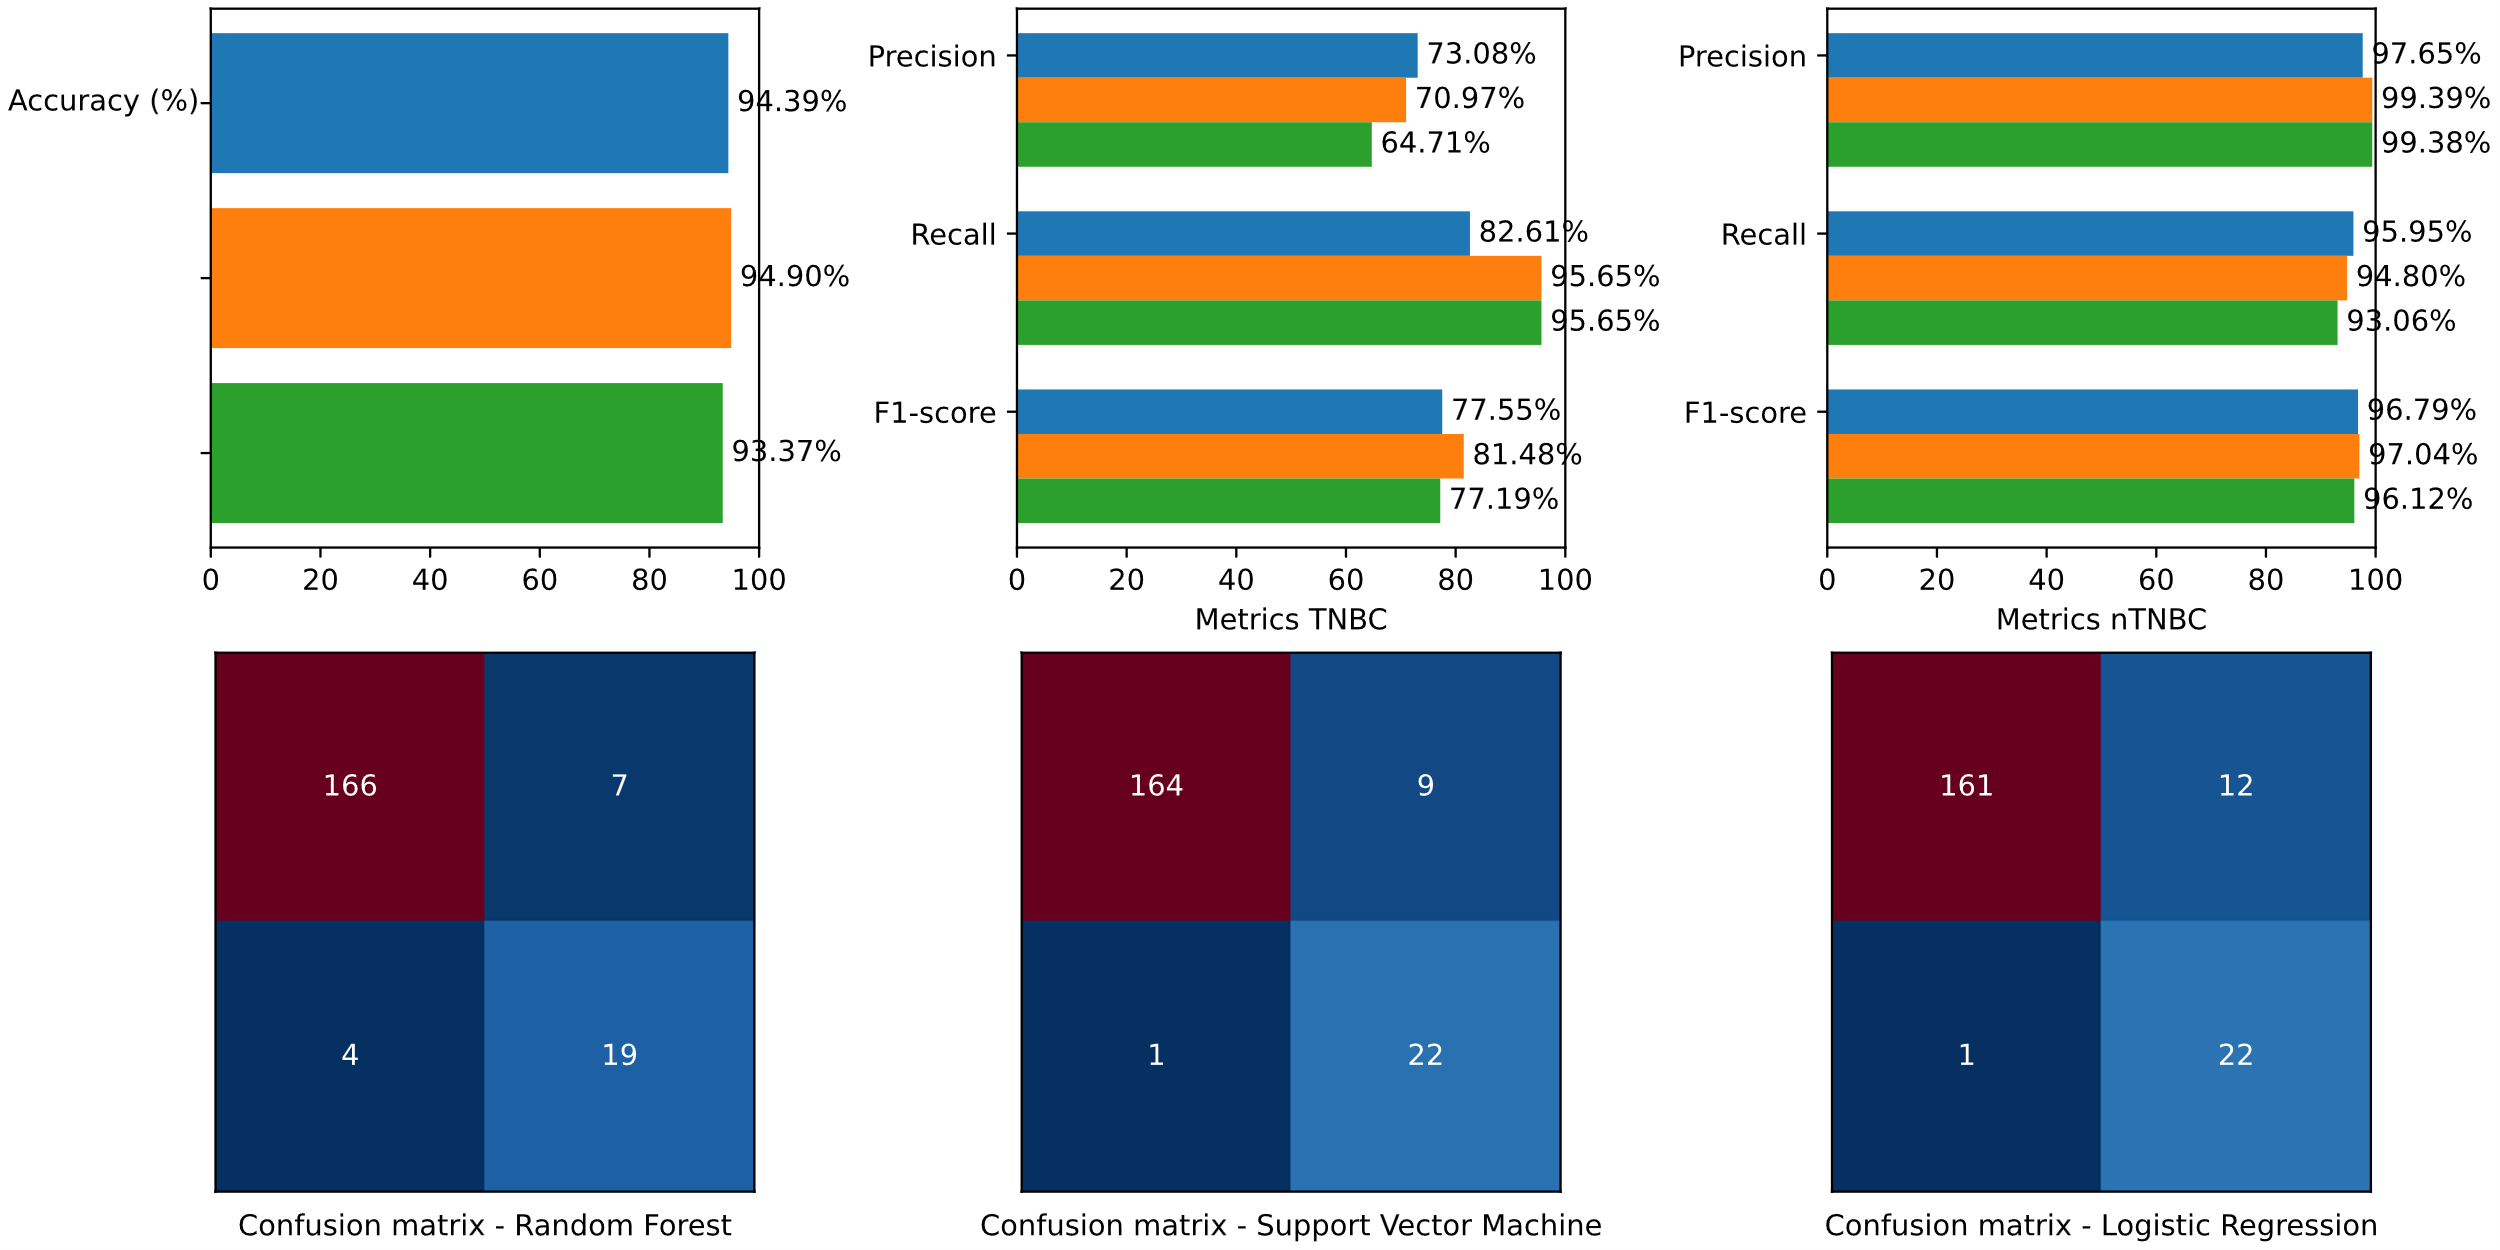 Accuracy (%)
94.39%
94.90%
93.37%
0 20 40 60 80 100
Precision
73.08%
70.97%
64.71%
Recall
82.61%
95.65%
95.65%
F1-score
77.55%
81.48%
77.19%
0 20 40 60 80 100
Metrics TNBC
Precision
97.65%
99.39%
99.38%
Recall
95.95%
94.80%
93.06%
F1-score
96.79%
97.04%
96.12%
0 20 40 60 80 100
Metrics nTNBC
166 7
4 19
Confusion matrix - Random Forest
164 9
1 22
Confusion matrix - Support Vector Machine
161 12
1 22
Confusion matrix - Logistic Regression